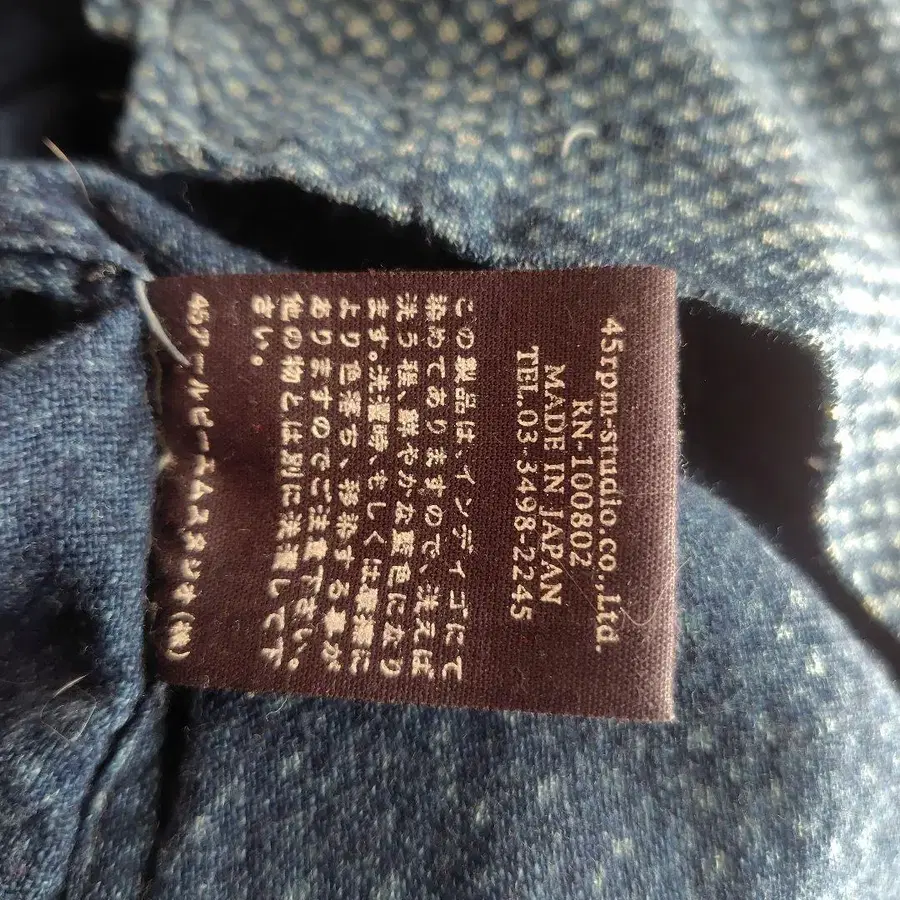 45rpm-studio.co.,Ltd.
RN-100802
MADE IN JAPAN
TEL.03-3498-2245
この製品は、インディゴにて
染めてありますので、洗えば
洗う程、鮮やかな藍色になり
ます。洗濯時、もしくは摩擦に
より色落ち、移染する事が
ありますのでご注意下さい。
他の物とは別に洗濯して下
さい。
45アールピーエムスタジオ(株)